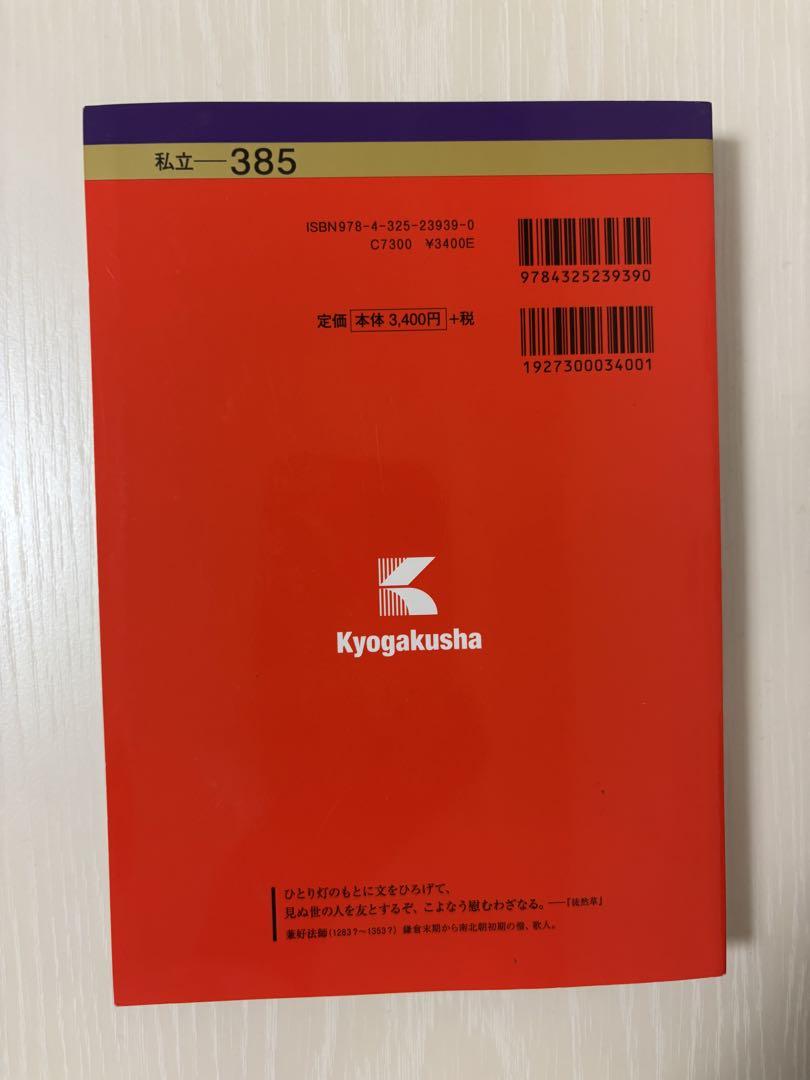 私立—385
ISBN978-4-325-23939-0
C7300 ¥3400E
9784325239390
定価 本体 3,400円 +税
1927300034001
Kyogakusha
ひとり灯のもとに文をひろげて、
見ぬ世の人を友とするぞ、こよなう慰むわざなる。——『徒然草』
兼好法師(1283?〜1353?) 鎌倉末期から南北朝初期の僧、歌人。